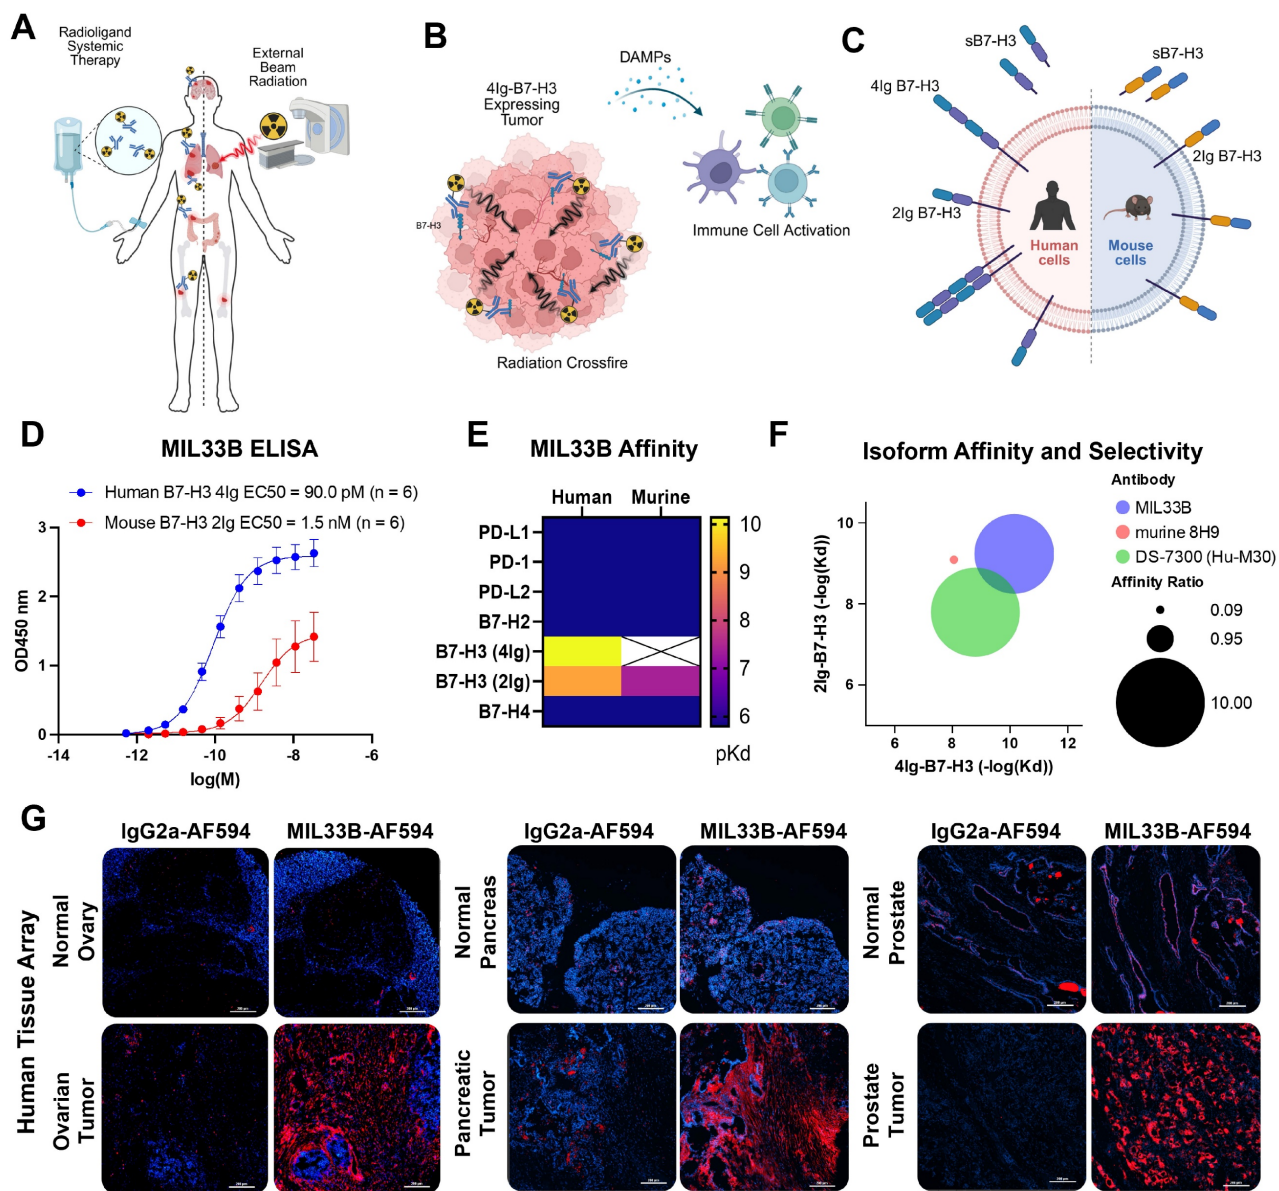 A
Radioligand
Systemic
Therapy
External
Beam
Radiation
B
4Ig-B7-H3
Expressing
Tumor
DAMPs
B7-H3
Immune Cell Activation
Radiation Crossfire
C
sB7-H3
sB7-H3
4Ig B7-H3
2Ig B7-H3
2Ig B7-H3
Human
cells
Mouse
cells
D
MIL33B ELISA
Human B7-H3 4Ig EC50 = 90.0 pM (n = 6)
Mouse B7-H3 2Ig EC50 = 1.5 nM (n = 6)
OD450 nm
3
2
1
0
-14
-12
-10
-8
-6
log(M)
E
MIL33B Affinity
Human
Murine
PD-L1
PD-1
PD-L2
B7-H2
B7-H3 (4Ig)
B7-H3 (2Ig)
B7-H4
10
9
8
7
6
pKd
F
Isoform Affinity and Selectivity
2Ig-B7-H3 (-log(Kd))
10
8
6
6
8
10
12
4Ig-B7-H3 (-log(Kd))
Antibody
MIL33B
murine 8H9
DS-7300 (Hu-M30)
Affinity Ratio
0.09
0.95
10.00
G
Human Tissue Array
IgG2a-AF594
MIL33B-AF594
IgG2a-AF594
MIL33B-AF594
IgG2a-AF594
MIL33B-AF594
Normal
Ovary
Normal
Pancreas
Normal
Prostate
Ovarian
Tumor
Pancreatic
Tumor
Prostate
Tumor